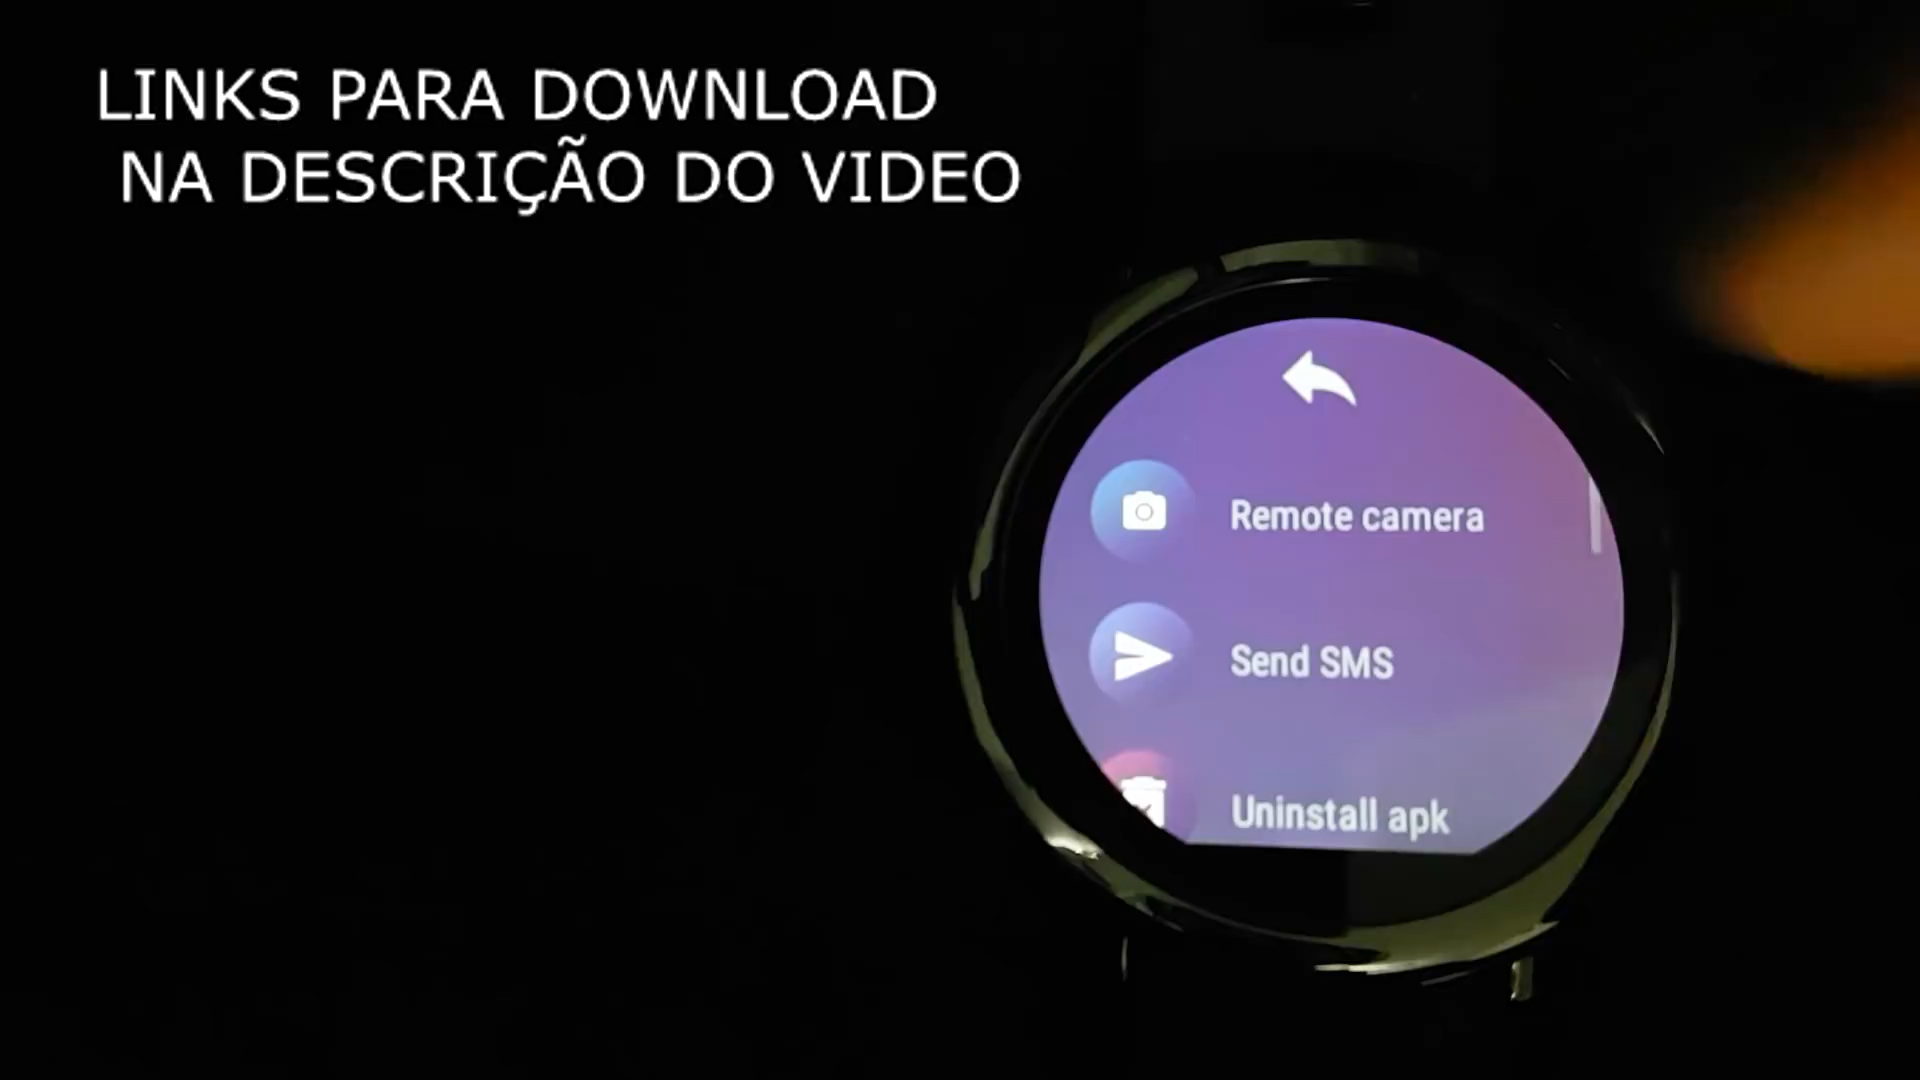 LINKS PARA DOWNLOAD
NA DESCRIÇÃO DO VIDEO
Remote camera
Send SMS
Uninstall apk